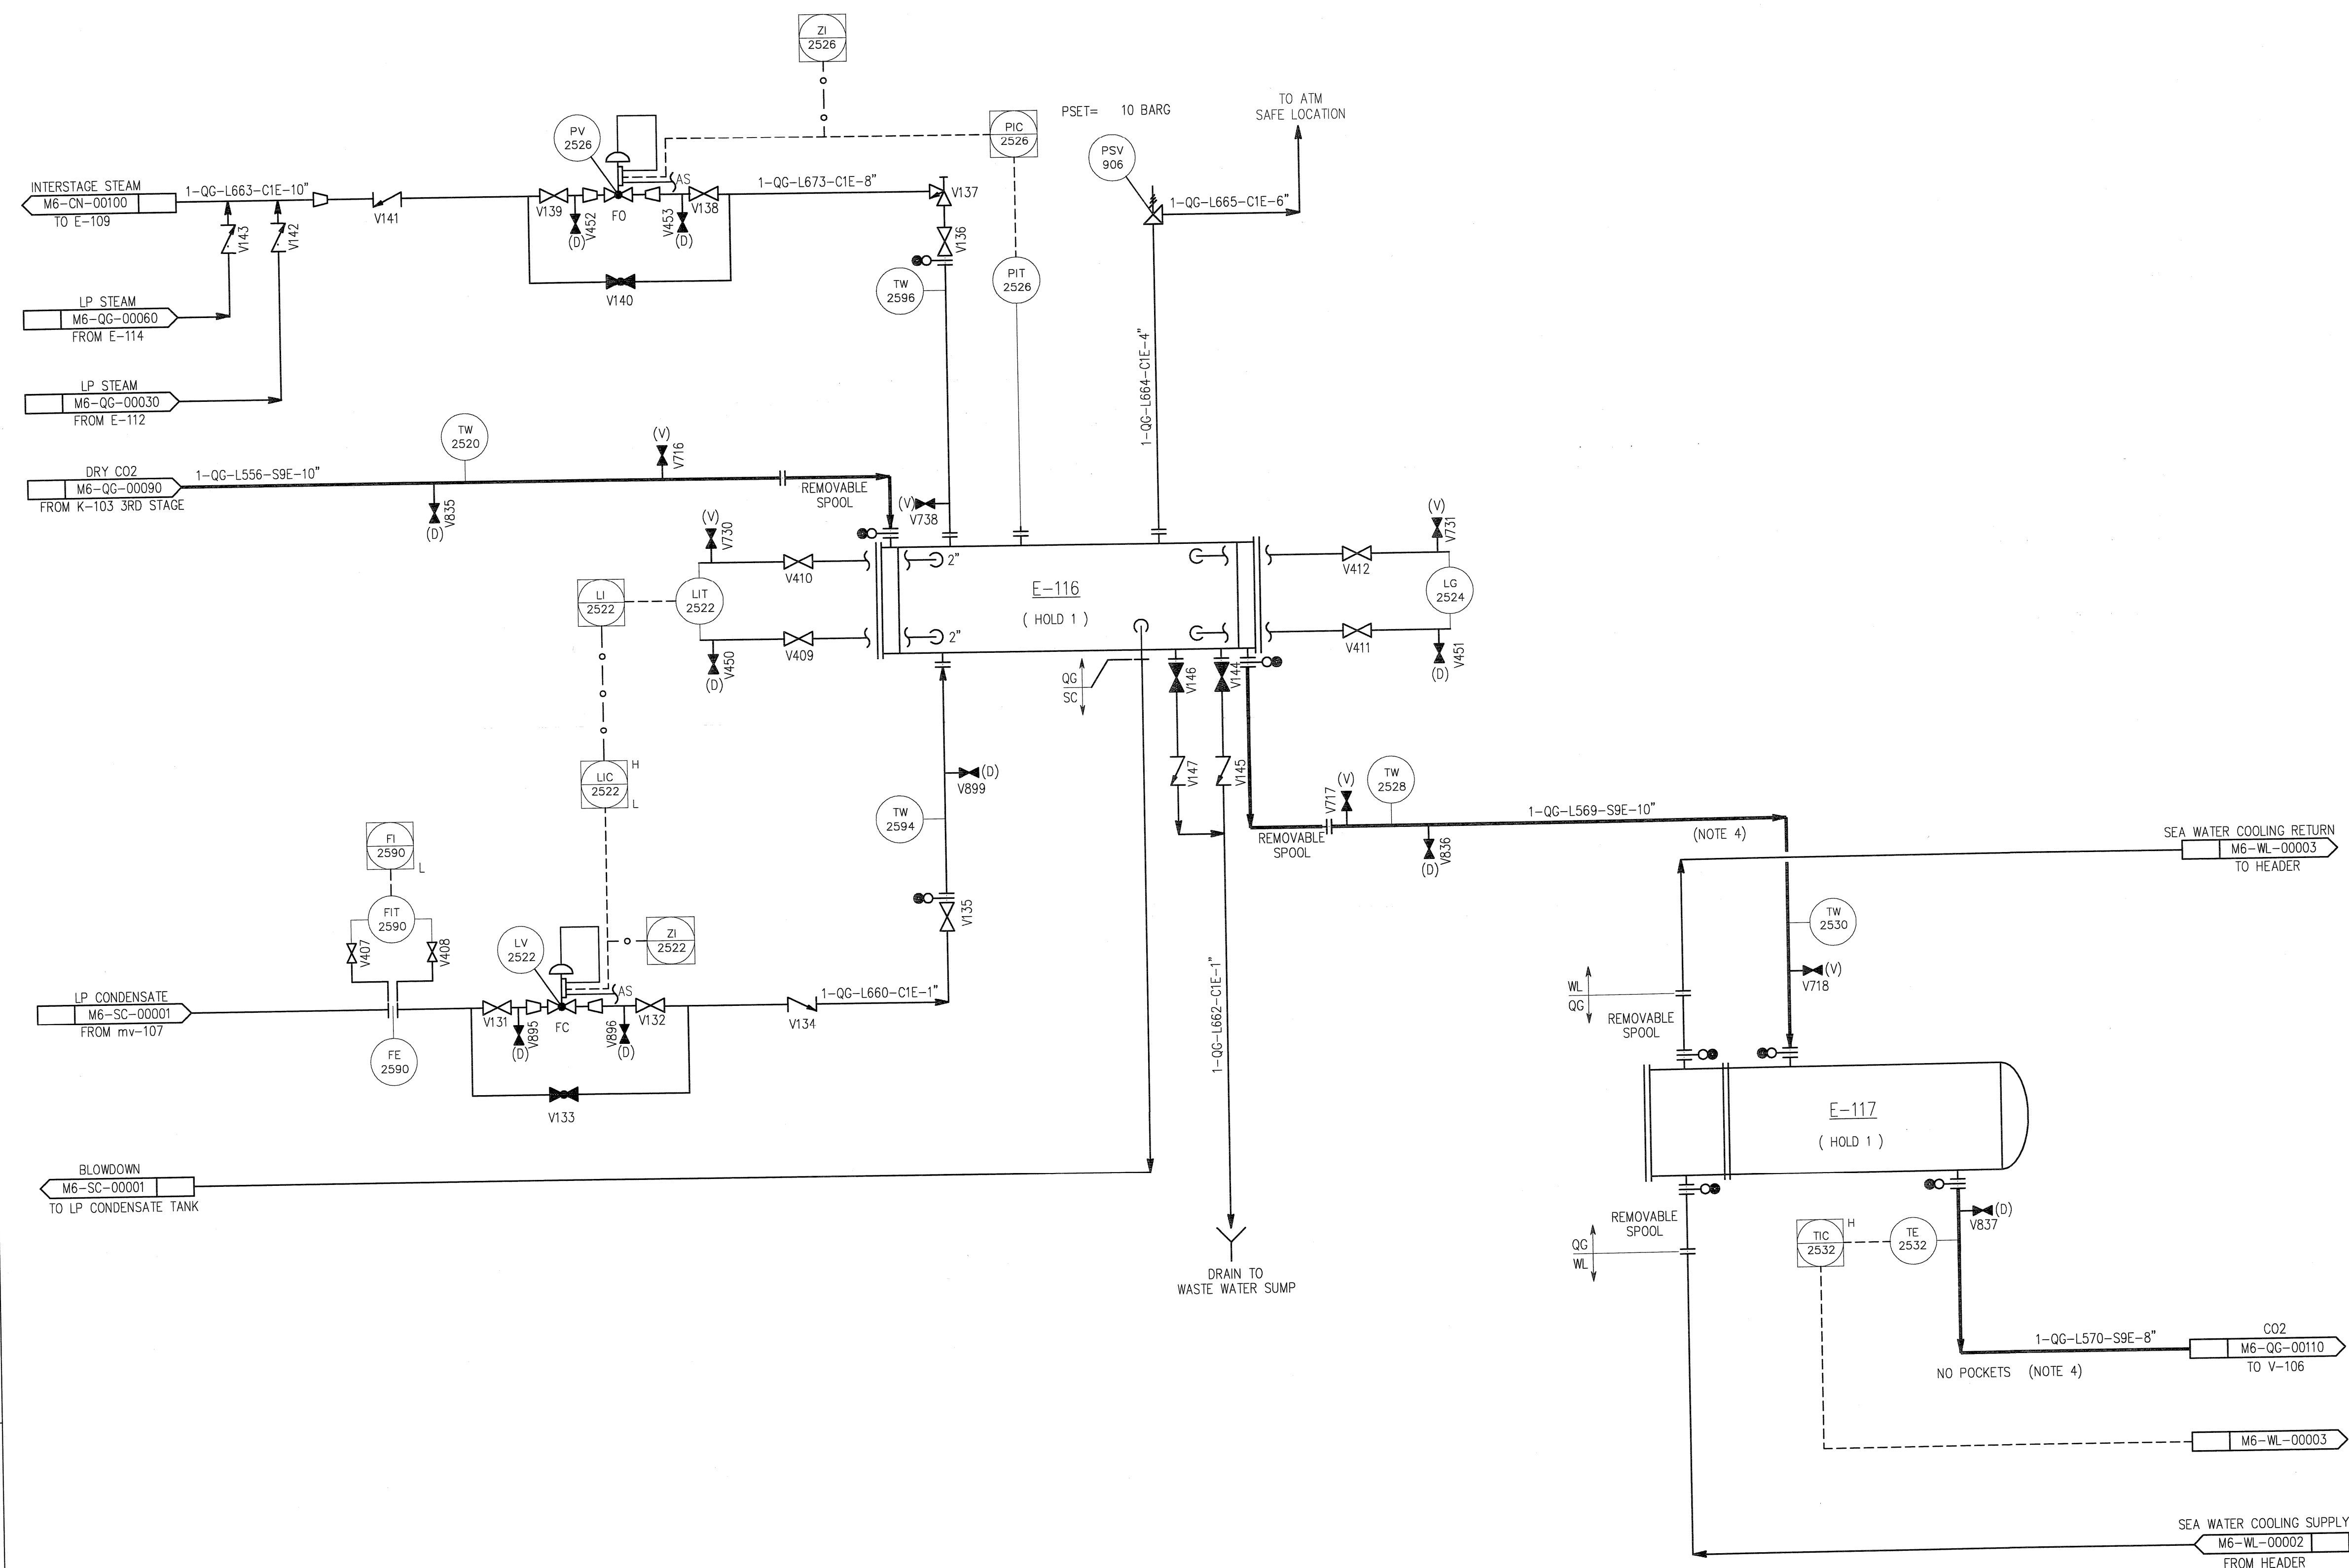 ZI
2526
PV
2526
PIC
2526
PSET= 10 BARG
TO ATM
SAFE LOCATION
PSV
906
INTERSTAGE STEAM
M6-CN-00100
TO E-109
1-QG-L663-C1E-10"
V141
V139
V452
(D)
FO
AS
V453
(D)
V138
1-QG-L673-C1E-8"
V137
1-QG-L665-C1E-6"
V143
V142
V136
V140
TW
2596
PIT
2526
LP STEAM
M6-QG-00060
FROM E-114
1-QG-L664-C1E-4"
LP STEAM
M6-QG-00030
FROM E-112
TW
2520
(V)
V716
DRY CO2
M6-QG-00090
FROM K-103 3RD STAGE
1-QG-L556-S9E-10"
V835
(D)
REMOVABLE
SPOOL
(V)
V738
(V)
V730
V410
2"
(V)
V731
V412
LI
2522
LIT
2522
E-116
( HOLD 1 )
LG
2524
V409
2"
V450
(D)
V411
V451
(D)
QG
SC
V146
V144
LIC
2522
H
L
V899
(D)
V147
V145
TW
2594
(V)
V717
TW
2528
1-QG-L569-S9E-10"
(NOTE 4)
REMOVABLE
SPOOL
V836
(D)
SEA WATER COOLING RETURN
M6-WL-00003
TO HEADER
FI
2590
L
FIT
2590
V407
V408
V135
LV
2522
ZI
2522
TW
2530
(V)
V718
LP CONDENSATE
M6-SC-00001
FROM mv-107
V131
V895
(D)
FC
AS
V896
(D)
V132
V134
1-QG-L660-C1E-1"
FE
2590
V133
1-QG-L662-C1E-1"
WL
QG
REMOVABLE
SPOOL
E-117
( HOLD 1 )
BLOWDOWN
M6-SC-00001
TO LP CONDENSATE TANK
DRAIN TO
WASTE WATER SUMP
REMOVABLE
SPOOL
QG
WL
TIC
2532
H
TE
2532
(D)
V837
1-QG-L570-S9E-8"
NO POCKETS (NOTE 4)
CO2
M6-QG-00110
TO V-106
M6-WL-00003
SEA WATER COOLING SUPPLY
M6-WL-00002
FROM HEADER